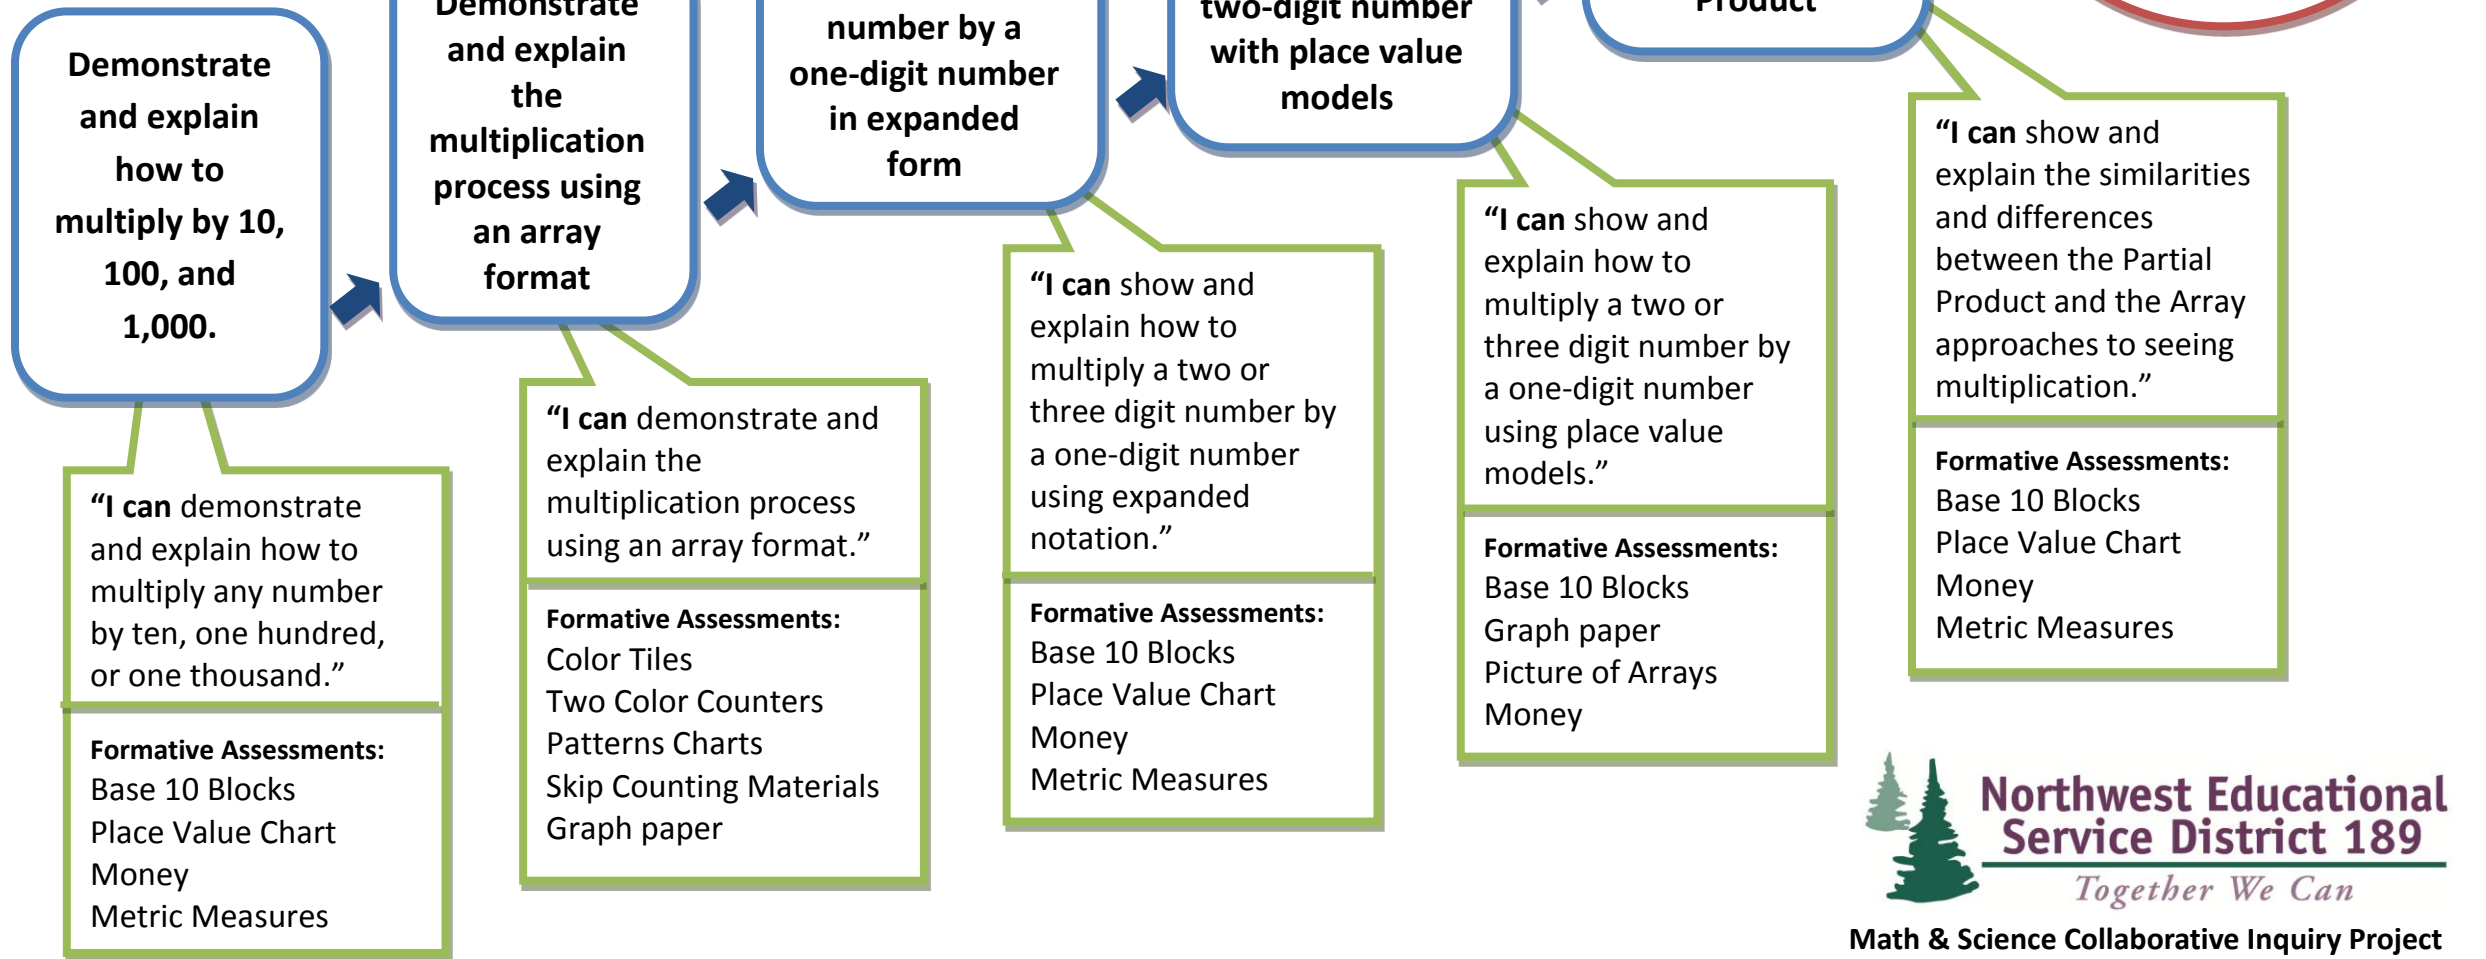 Demonstrate
and explain
how to
multiply by 10,
100, and
1,000.
“I can demonstrate
and explain how to
multiply any number
by ten, one hundred,
or one thousand.”
Formative Assessments:
Base 10 Blocks
Place Value Chart
Money
Metric Measures
Demonstrate
and explain
the
multiplication
process using
an array
format
“I can demonstrate and
explain the
multiplication process
using an array format.”
Formative Assessments:
Color Tiles
Two Color Counters
Patterns Charts
Skip Counting Materials
Graph paper
number by a
one-digit number
in expanded
form
“I can show and
explain how to
multiply a two or
three digit number by
a one-digit number
using expanded
notation.”
Formative Assessments:
Base 10 Blocks
Place Value Chart
Money
Metric Measures
two-digit number
with place value
models
“I can show and
explain how to
multiply a two or
three digit number by
a one-digit number
using place value
models.”
Formative Assessments:
Base 10 Blocks
Graph paper
Picture of Arrays
Money
Product
“I can show and
explain the similarities
and differences
between the Partial
Product and the Array
approaches to seeing
multiplication.”
Formative Assessments:
Base 10 Blocks
Place Value Chart
Money
Metric Measures
Northwest Educational
Service District 189
Together We Can
Math & Science Collaborative Inquiry Project